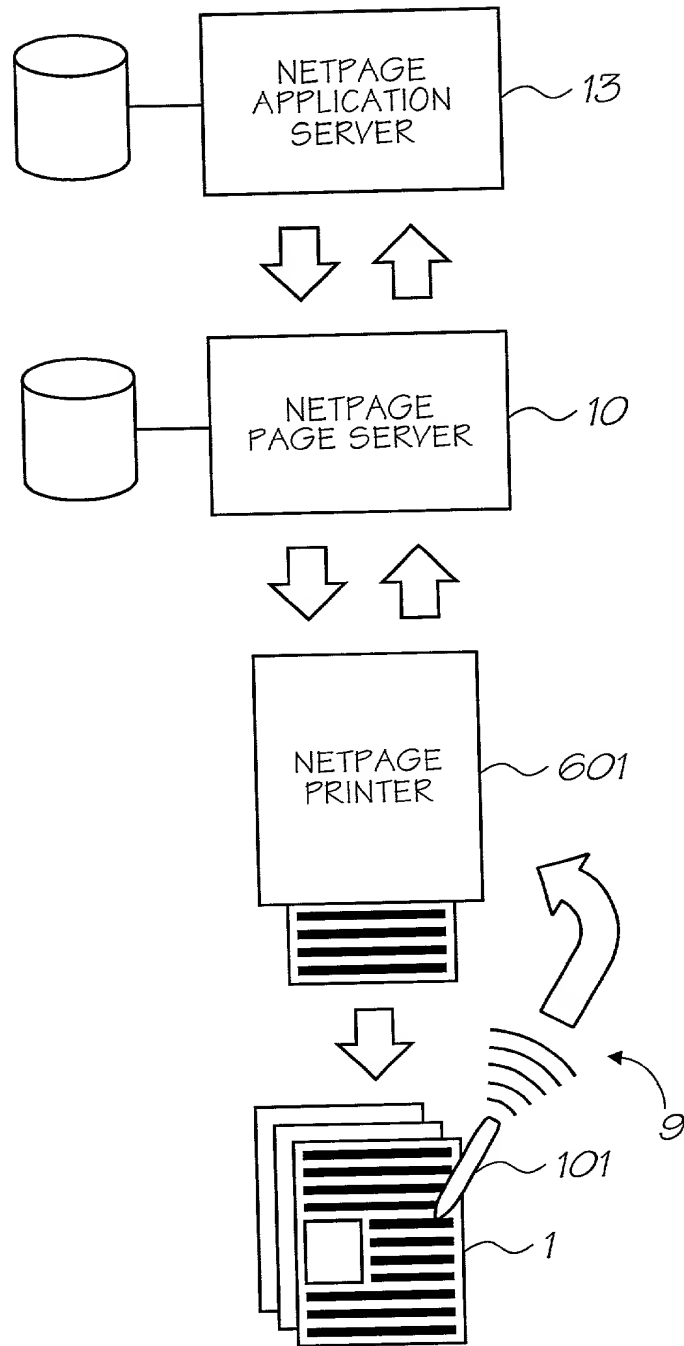 NETPAGE
APPLICATION
SERVER
13
NETPAGE
PAGE SERVER
10
NETPAGE
PRINTER
601
9
101
1